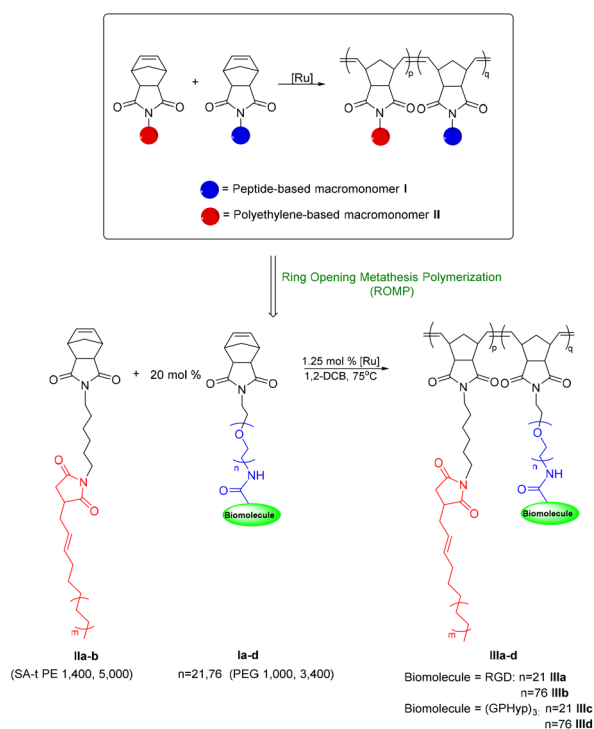 +
[Ru]
p
q
O
O
O
O
O
O
O
O
N
N
N
N
= Peptide-based macromonomer I
= Polyethylene-based macromonomer II
Ring Opening Metathesis Polymerization
(ROMP)
p
q
+ 20 mol %
1.25 mol % [Ru]
1,2-DCB, 75°C
O
N
O
O
N
O
O
N
O
O
N
O
O
O
n
n
NH
NH
O
O
O
N
O
O
N
O
Biomolecule
Biomolecule
m
m
IIa-b
Ia-d
IIIa-d
(SA-t PE 1,400, 5,000)
n=21,76 (PEG 1,000, 3,400)
Biomolecule = RGD: n=21 IIIa
n=76 IIIb
Biomolecule = (GPHyp)3: n=21 IIIc
n=76 IIId